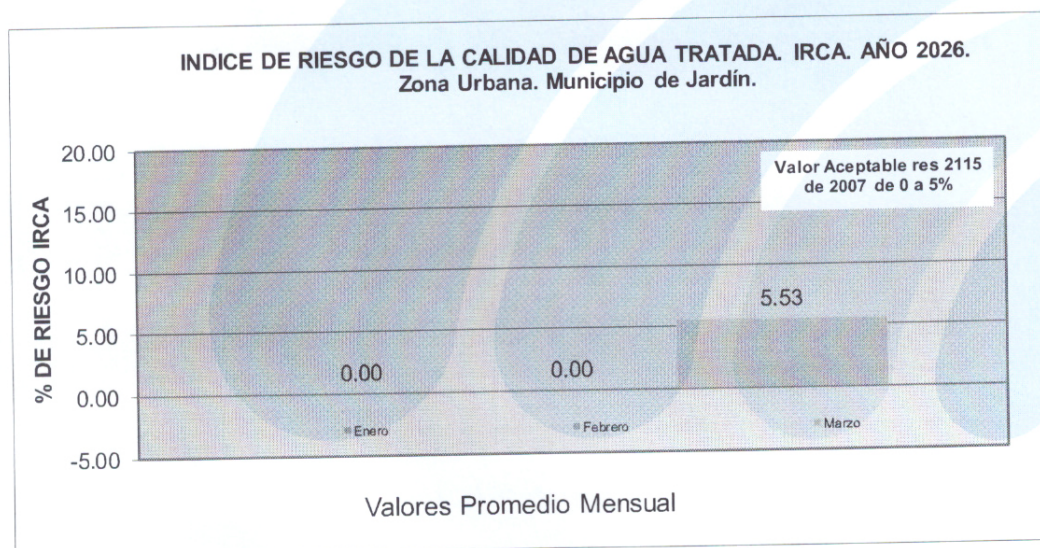 INDICE DE RIESGO DE LA CALIDAD DE AGUA TRATADA. IRCA. AÑO 2026.
Zona Urbana. Municipio de Jardín.
Valor Aceptable res 2115
de 2007 de 0 a 5%
% DE RIESGO IRCA
20.00
15.00
10.00
5.00
0.00
-5.00
0.00
0.00
5.53
Enero
Febrero
Marzo
Valores Promedio Mensual